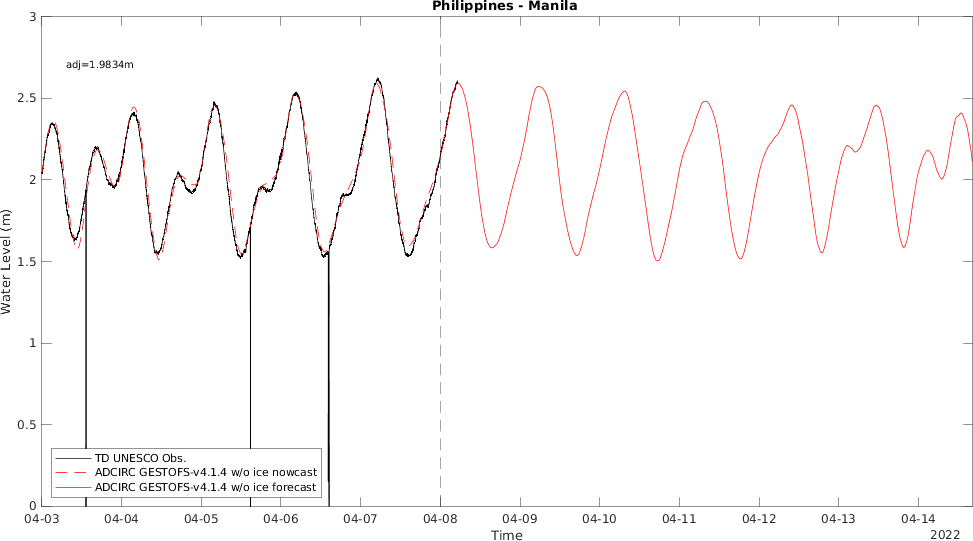 Philippines - Manila
adj=1.9834m
3
2.5
2
1.5
1
0.5
0
Water Level (m)
TD UNESCO Obs.
ADCIRC GESTOFS-v4.1.4 w/o ice nowcast
ADCIRC GESTOFS-v4.1.4 w/o ice forecast
04-03 04-04 04-05 04-06 04-07 04-08 04-09 04-10 04-11 04-12 04-13 04-14
Time
2022